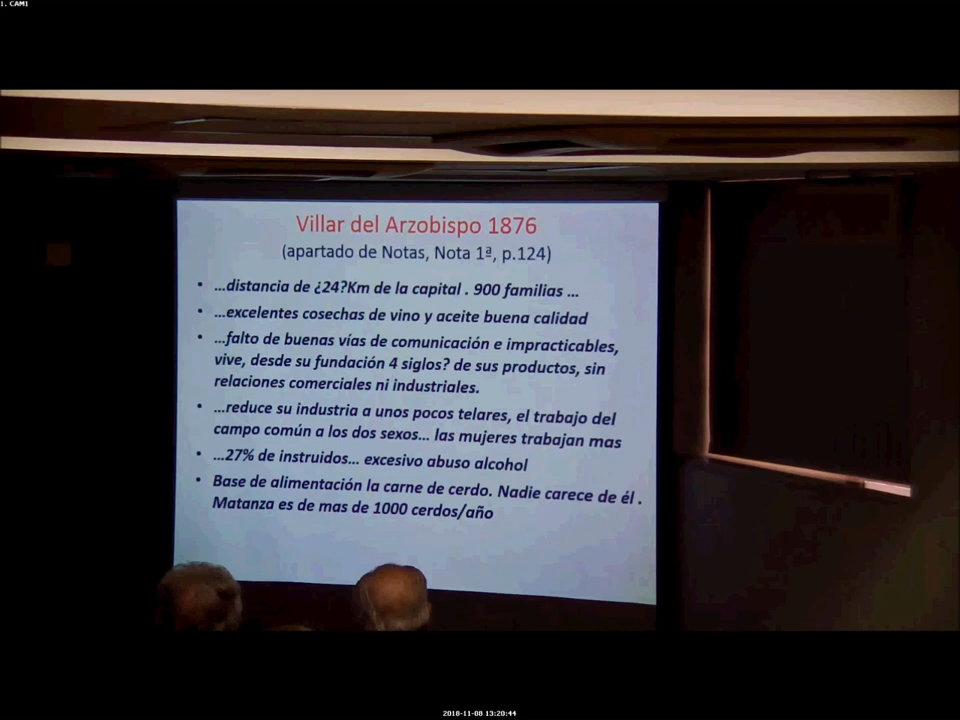 1. CAM1
Villar del Arzobispo 1876
(apartado de Notas, Nota 1ª, p.124)
• ...distancia de ¿24?Km de la capital . 900 familias ...
• ...excelentes cosechas de vino y aceite buena calidad
• ...falto de buenas vías de comunicación e impracticables,
vive, desde su fundación 4 siglos? de sus productos, sin
relaciones comerciales ni industriales.
• ...reduce su industria a unos pocos telares, el trabajo del
campo común a los dos sexos... las mujeres trabajan mas
• ...27% de instruidos... excesivo abuso alcohol
• Base de alimentación la carne de cerdo. Nadie carece de él .
Matanza es de mas de 1000 cerdos/año
2018-11-08 13:20:44